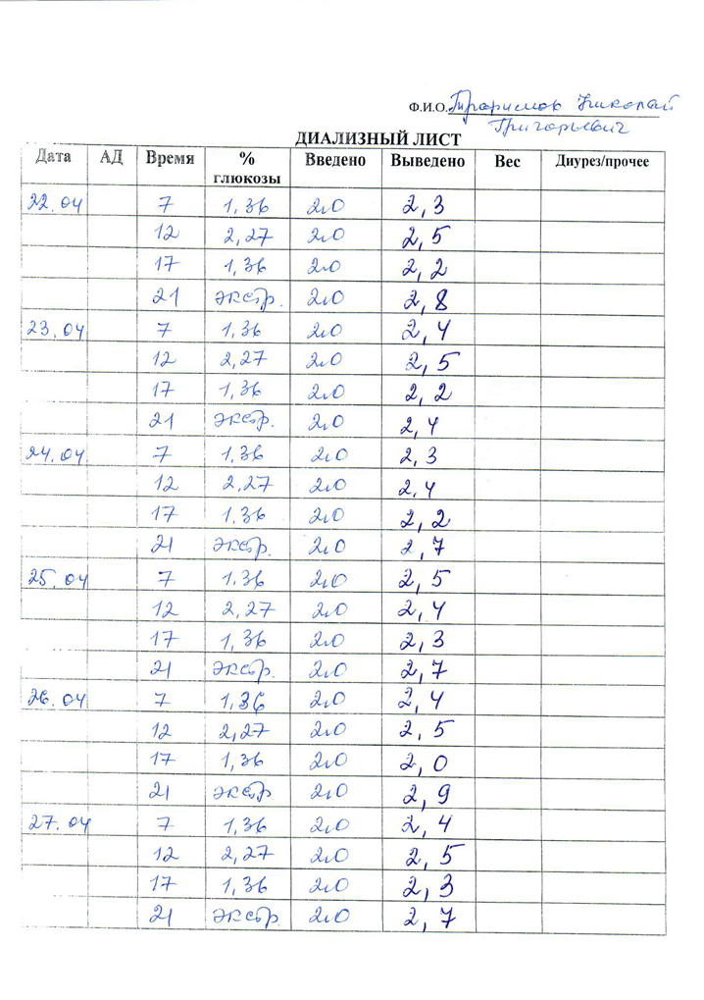 Ф.И.О. Николай
Григорьевич
ДИАЛИЗНЫЙ ЛИСТ
Дата АД Время % глюкозы Введено Выведено Вес Диурез/прочее
22.04 7 1,36 2.0 2,3
12 2,27 2.0 2,5
17 1,36 2.0 2,2
21 экстр. 2.0 2,8
23.04 7 1,36 2.0 2,4
12 2,27 2.0 2,5
17 1,36 2.0 2,2
21 экстр. 2.0 2,4
24.04 7 1,36 2.0 2,3
12 2,27 2.0 2,4
17 1,36 2.0 2,2
21 экстр. 2.0 2,7
25.04 7 1,36 2.0 2,5
12 2,27 2.0 2,4
17 1,36 2.0 2,3
21 экстр. 2.0 2,7
26.04 7 1,36 2.0 2,4
12 2,27 2.0 2,5
17 1,36 2.0 2,0
21 экстр. 2.0 2,9
27.04 7 1,36 2.0 2,4
12 2,27 2.0 2,5
17 1,36 2.0 2,3
21 экстр. 2.0 2,7